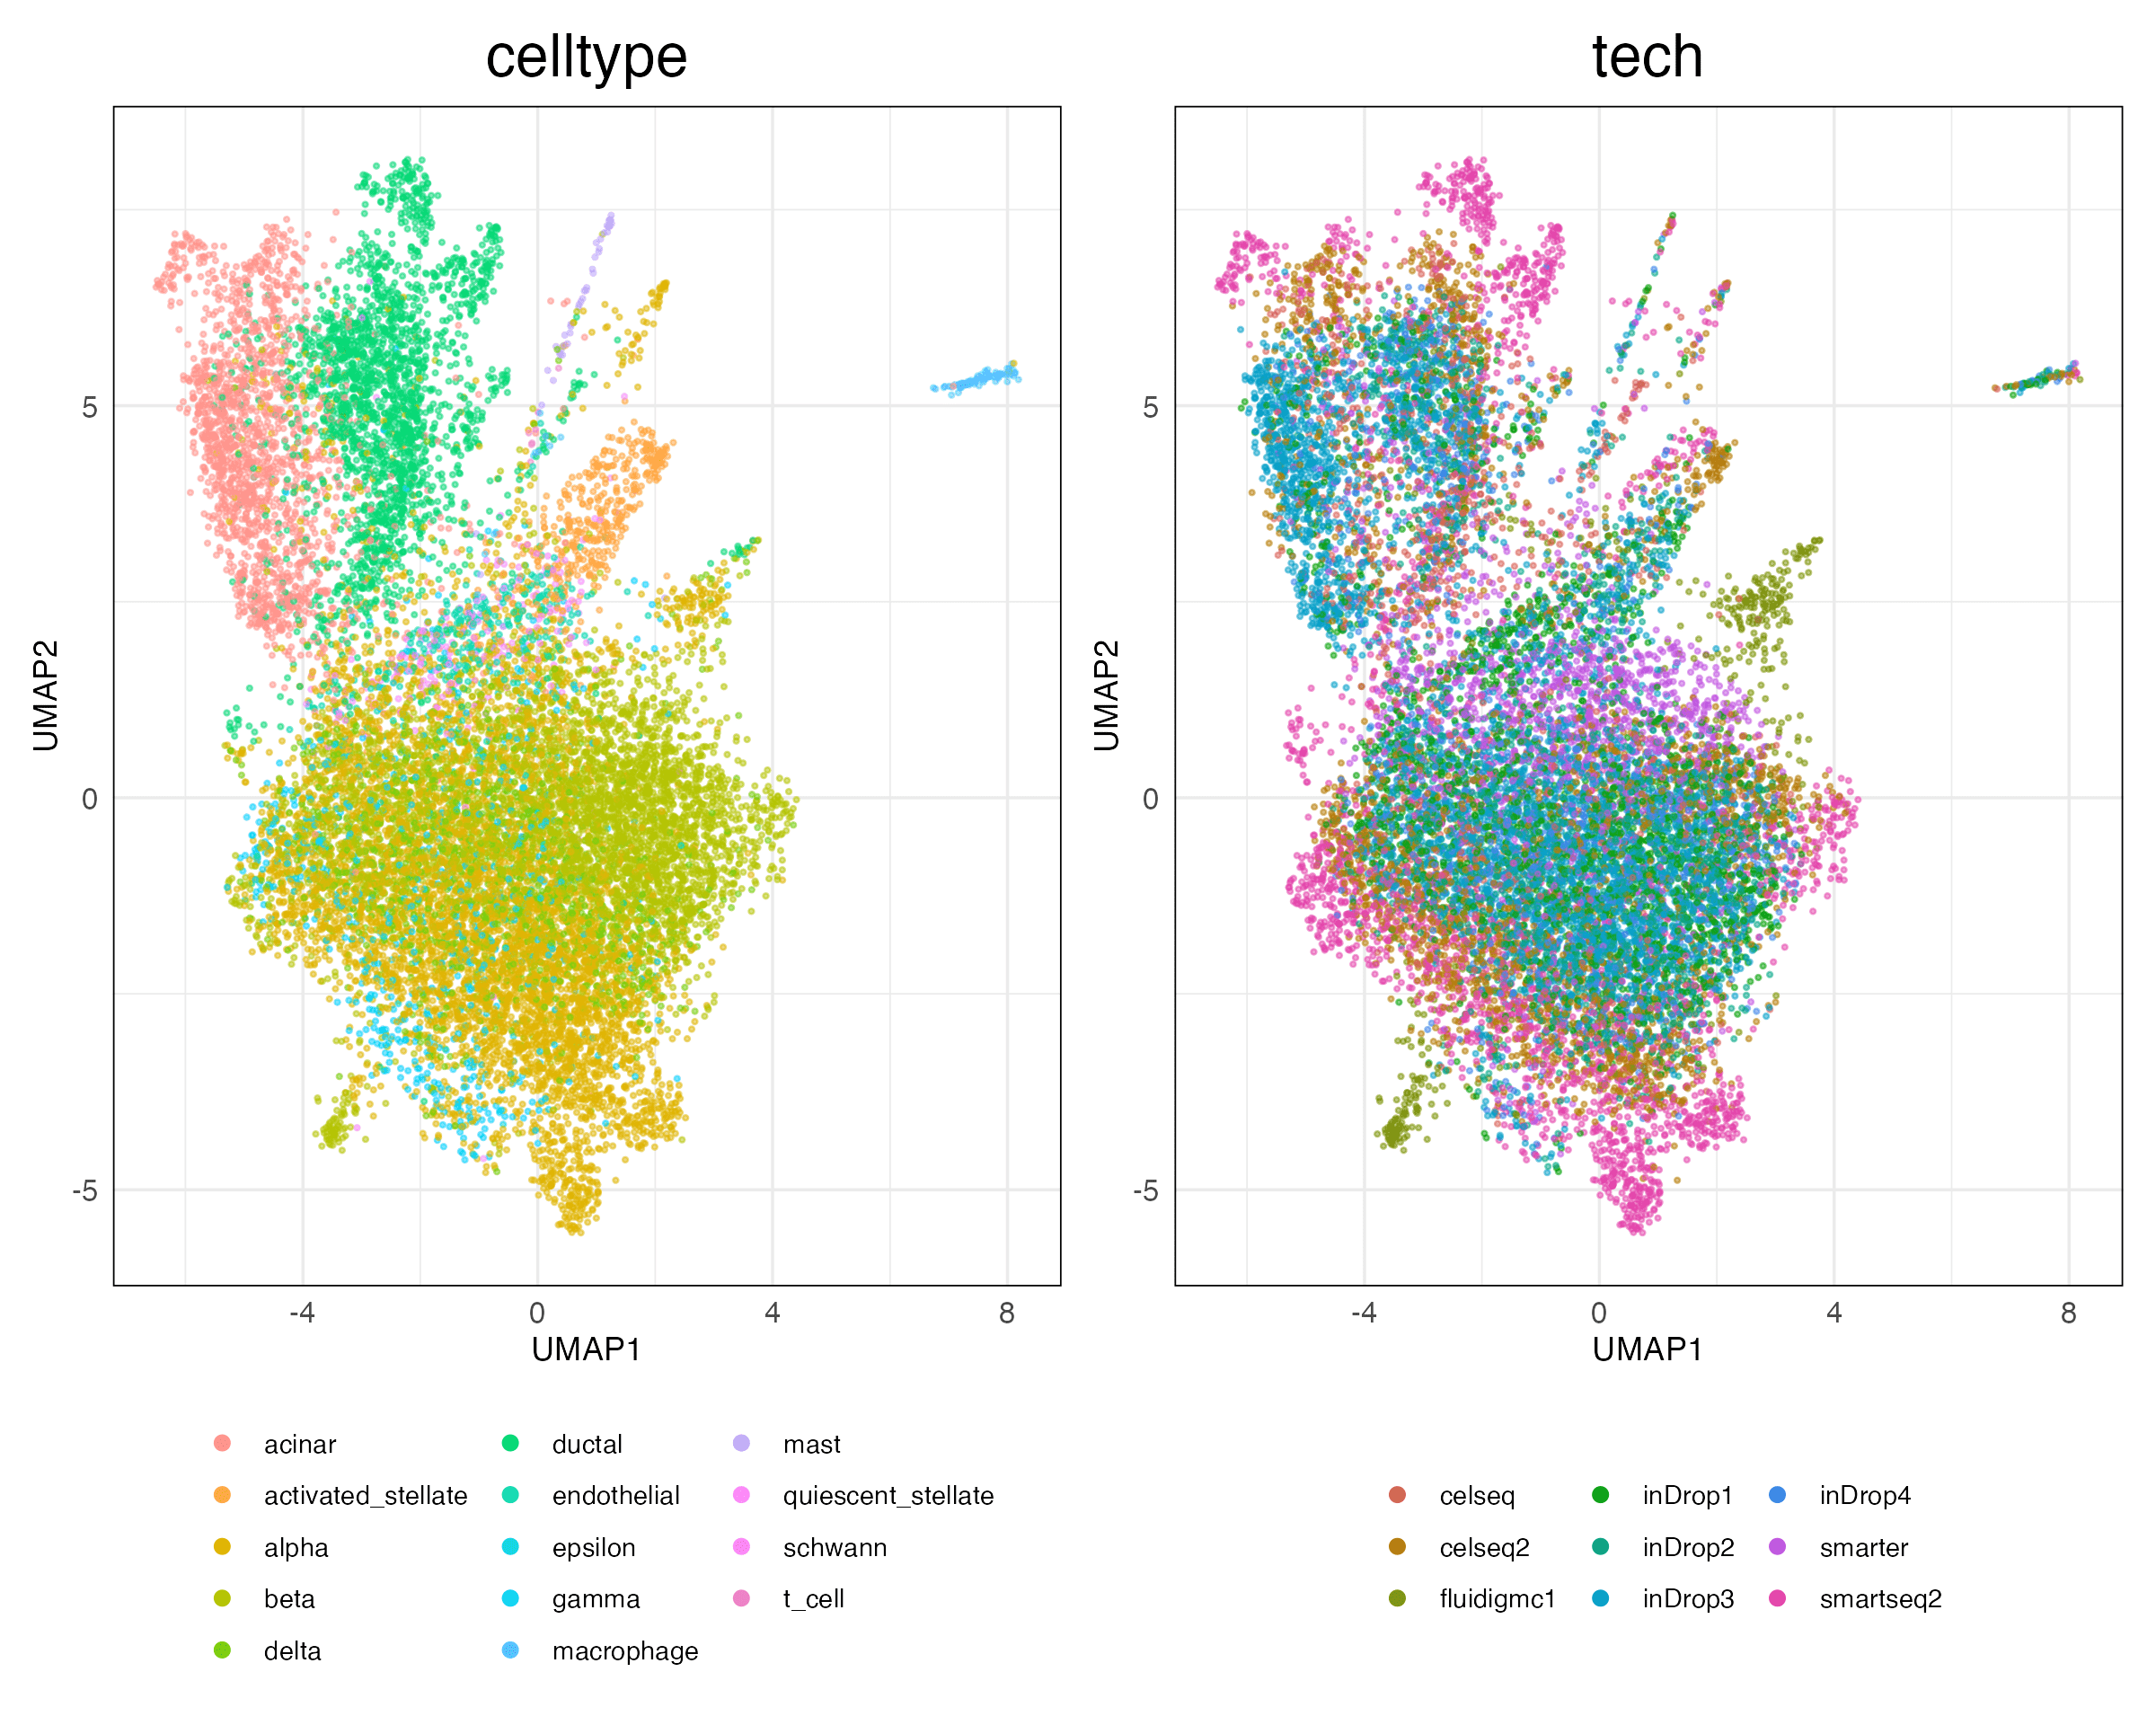 celltype
5
0
-5
UMAP2
-4 0 4 8
UMAP1
acinar
activated_stellate
alpha
beta
delta
ductal
endothelial
epsilon
gamma
macrophage
mast
quiescent_stellate
schwann
t_cell
tech
5
0
-5
UMAP2
-4 0 4 8
UMAP1
celseq
celseq2
fluidigmc1
inDrop1
inDrop2
inDrop3
inDrop4
smarter
smartseq2